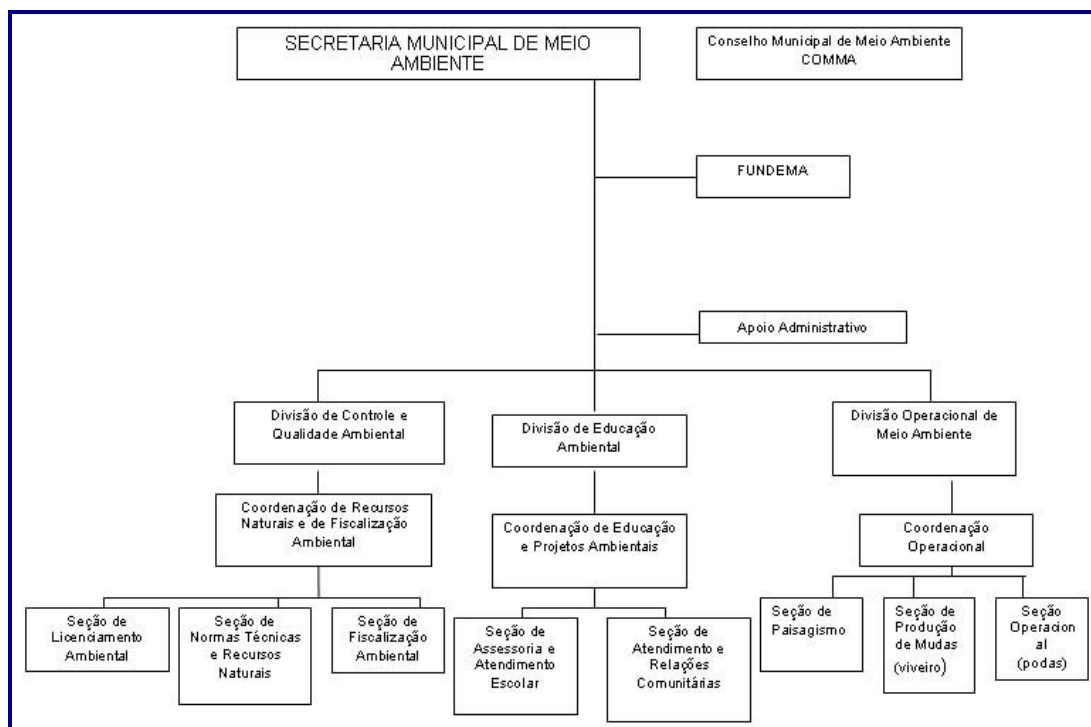 SECRETARIA MUNICIPAL DE MEIO
AMBIENTE
Conselho Municipal de Meio Ambiente
COMMA
FUNDEMA
Apoio Administrativo
Divisão de Controle e
Qualidade Ambiental
Divisão de Educação
Ambiental
Divisão Operacional de
Meio Ambiente
Coordenação de Recursos
Naturais e de Fiscalização
Ambiental
Coordenação de Educação
e Projetos Ambientais
Coordenação
Operacional
Seção de
Licenciamento
Ambiental
Seção de
Normas Técnicas
e Recursos
Naturais
Seção de
Fiscalização
Ambiental
Seção de
Assessoria e
Atendimento
Escolar
Seção de
Atendimento e
Relações
Comunitárias
Seção de
Paisagismo
Seção de
Produção
de Mudas
(viveiro)
Seção
Operacion
al
(podas)